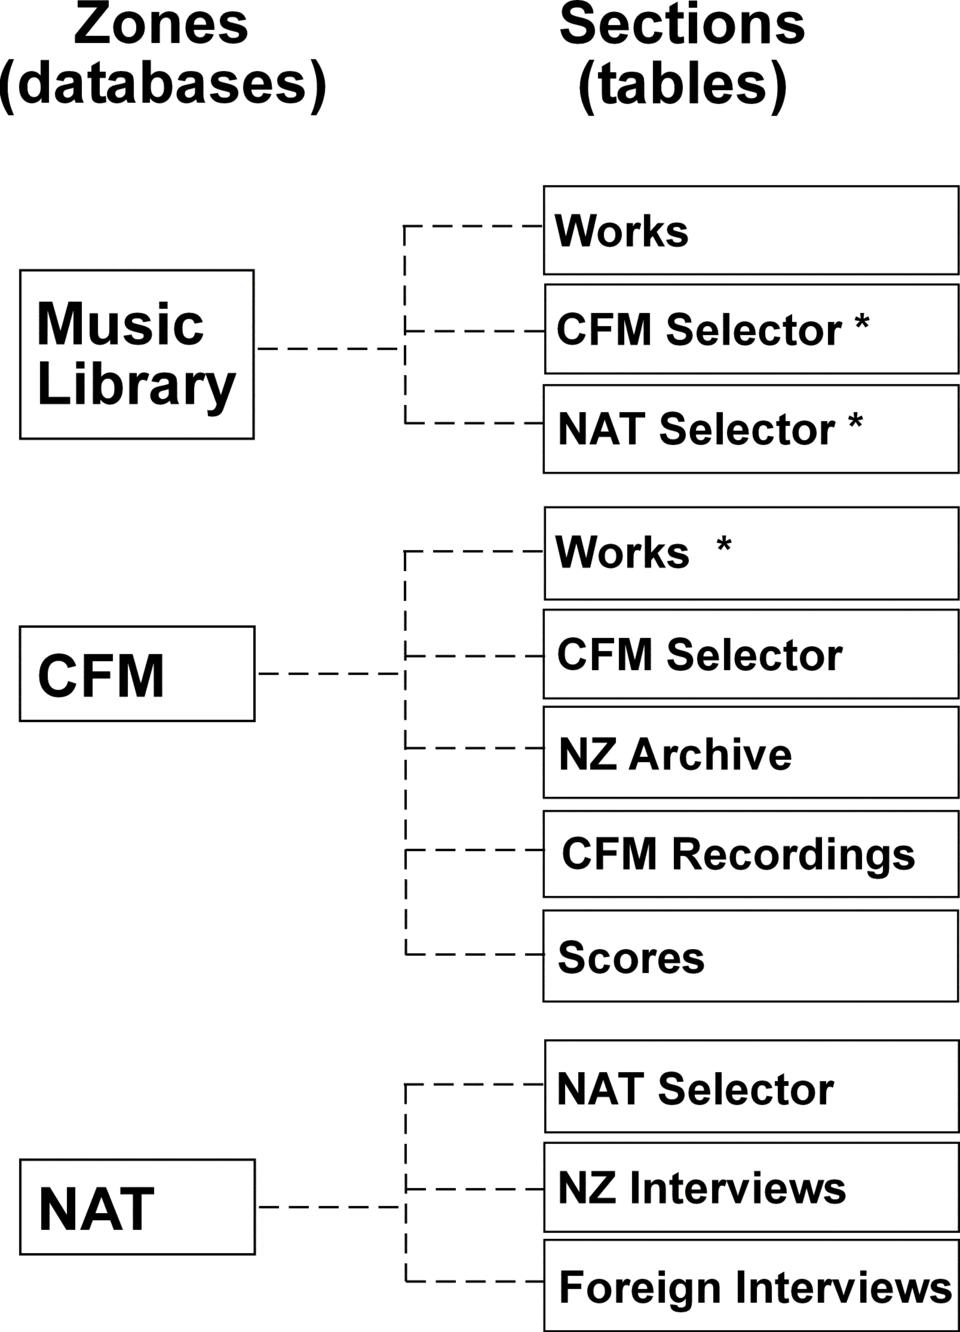 Zones
(databases)
Sections
(tables)
Music
Library
Works
CFM Selector *
NAT Selector *
CFM
Works *
CFM Selector
NZ Archive
CFM Recordings
Scores
NAT
NAT Selector
NZ Interviews
Foreign Interviews